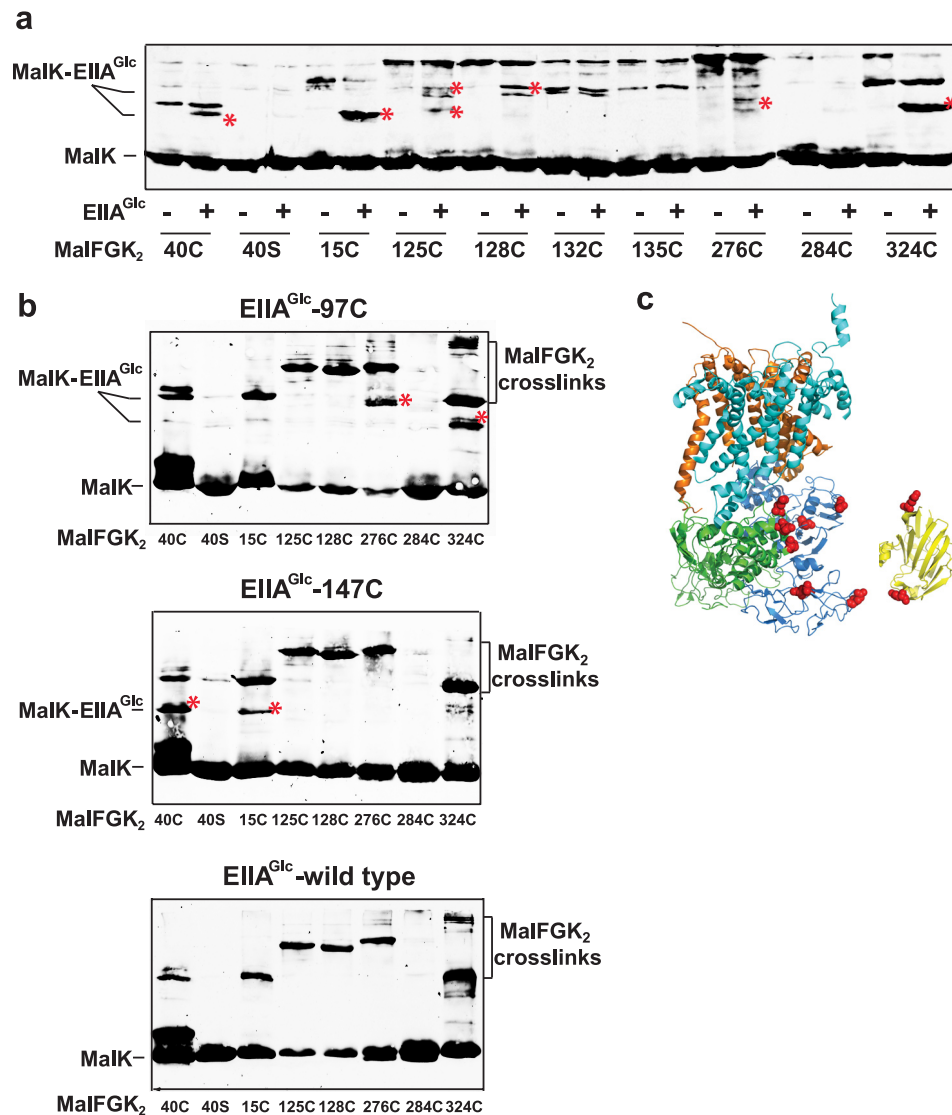 a
MalK-EIIA^Glc
MalK
EIIA^Glc - + - + - + - + - + - + - + - + - + - +
MalFGK₂ 40C 40S 15C 125C 128C 132C 135C 276C 284C 324C
b
c
EIIA^Glc-97C
MalK-EIIA^Glc
MalFGK₂
crosslinks
MalK
MalFGK₂ 40C 40S 15C 125C 128C 276C 284C 324C
EIIA^Glc-147C
MalFGK₂
crosslinks
MalK-EIIA^Glc
MalK
MalFGK₂ 40C 40S 15C 125C 128C 276C 284C 324C
EIIA^Glc-wild type
MalFGK₂
crosslinks
MalK
MalFGK₂ 40C 40S 15C 125C 128C 276C 284C 324C